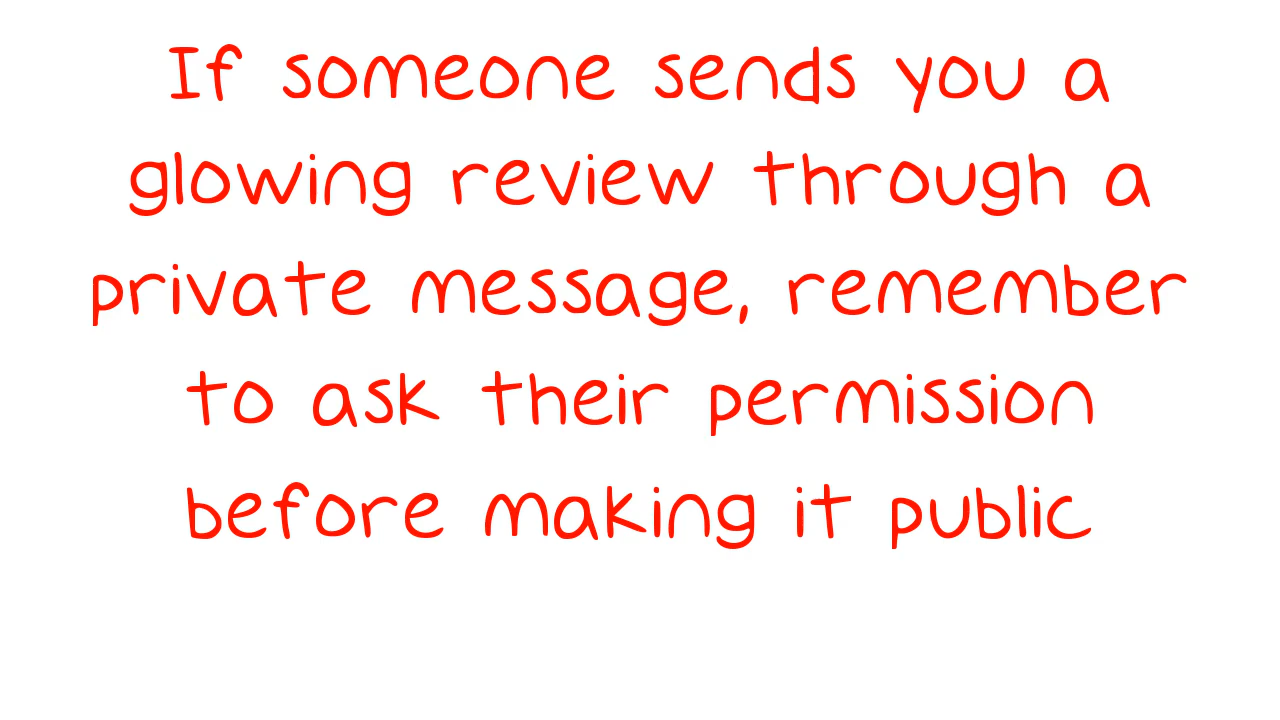 If someone sends you a
glowing review through a
private message, remember
to ask their permission
before making it public